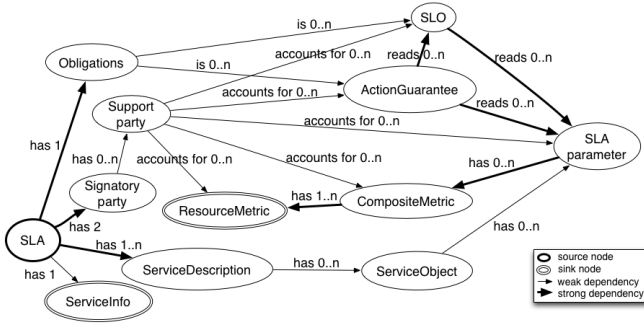 is 0..n
SLO
accounts for 0..n
reads 0..n
reads 0..n
Obligations
is 0..n
ActionGuarantee
accounts for 0..n
reads 0..n
Support
party
accounts for 0..n
SLA
parameter
has 1
has 0..n
accounts for 0..n
accounts for 0..n
has 0..n
Signatory
party
ResourceMetric
has 1..n
CompositeMetric
has 2
SLA
has 1..n
has 0..n
has 1
ServiceDescription
has 0..n
ServiceObject
ServiceInfo
source node
sink node
weak dependency
strong dependency